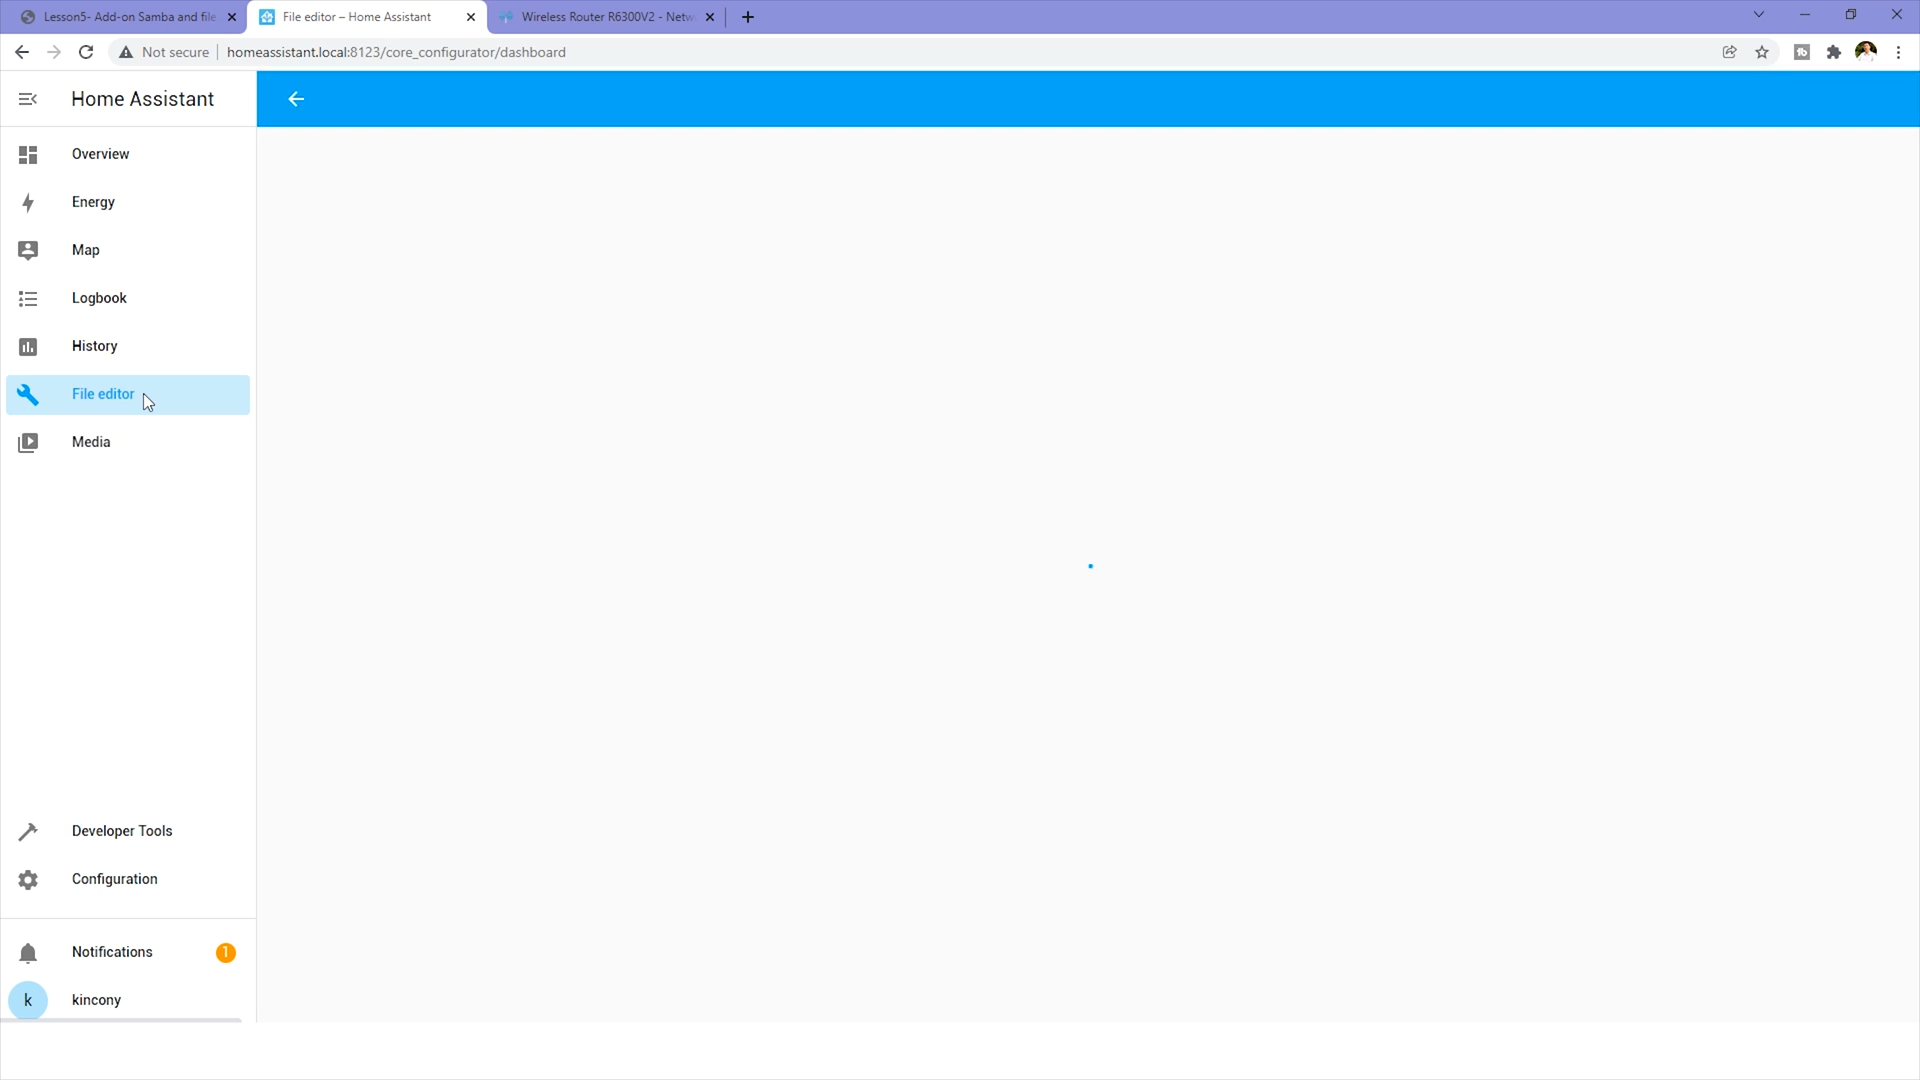 Lesson5- Add-on Samba and file
File editor – Home Assistant
Wireless Router R6300V2 - Netw
Not secure
homeassistant.local:8123/core_configurator/dashboard
Home Assistant
Overview
Energy
Map
Logbook
History
File editor
Media
Developer Tools
Configuration
Notifications
1
k
kincony